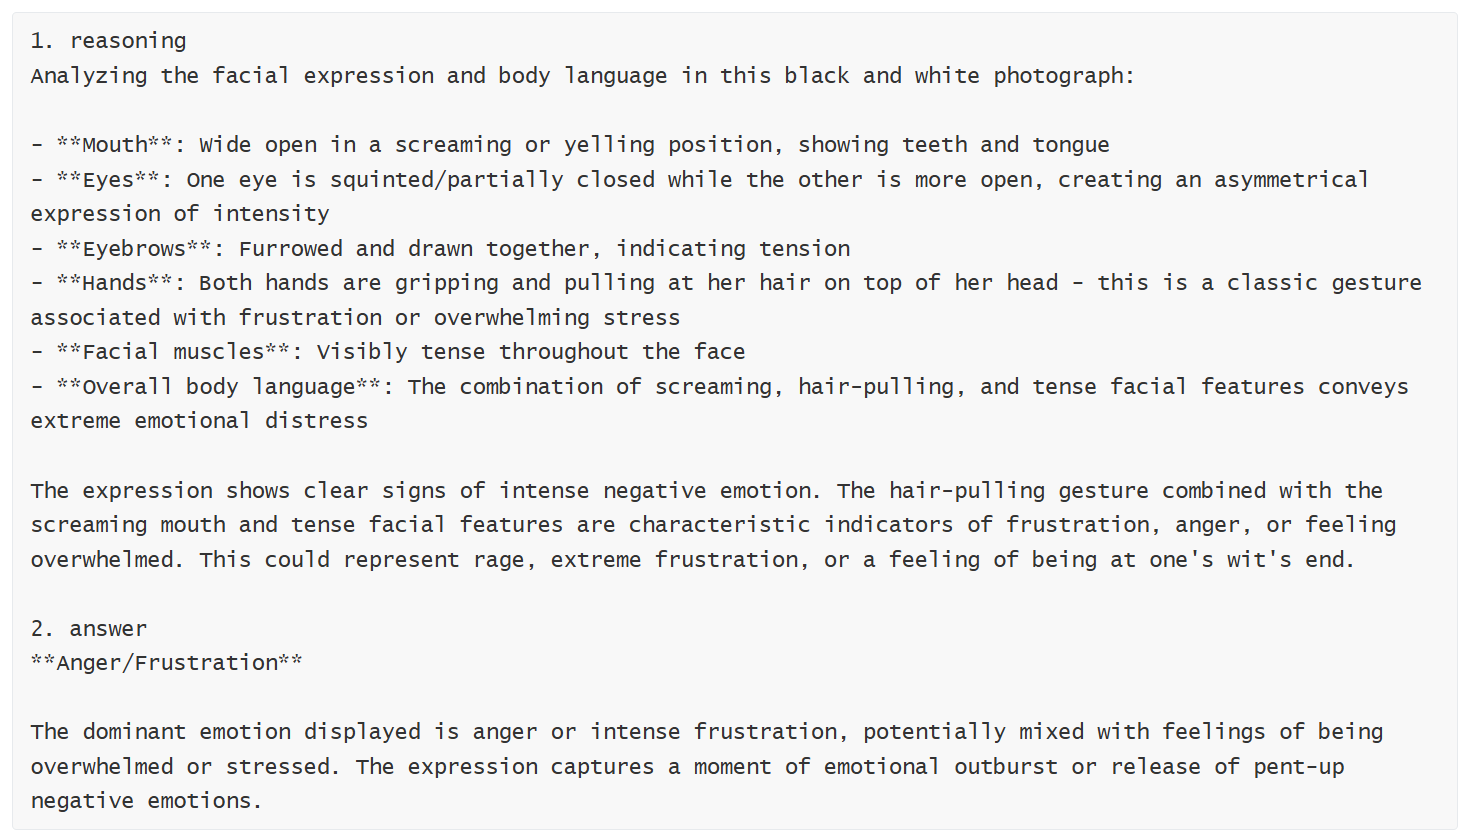 1. reasoning
Analyzing the facial expression and body language in this black and white photograph:
- **Mouth**: Wide open in a screaming or yelling position, showing teeth and tongue
- **Eyes**: One eye is squinted/partially closed while the other is more open, creating an asymmetrical
expression of intensity
- **Eyebrows**: Furrowed and drawn together, indicating tension
- **Hands**: Both hands are gripping and pulling at her hair on top of her head - this is a classic gesture
associated with frustration or overwhelming stress
- **Facial muscles**: Visibly tense throughout the face
- **Overall body language**: The combination of screaming, hair-pulling, and tense facial features conveys
extreme emotional distress
The expression shows clear signs of intense negative emotion. The hair-pulling gesture combined with the
screaming mouth and tense facial features are characteristic indicators of frustration, anger, or feeling
overwhelmed. This could represent rage, extreme frustration, or a feeling of being at one's wit's end.
2. answer
**Anger/Frustration**
The dominant emotion displayed is anger or intense frustration, potentially mixed with feelings of being
overwhelmed or stressed. The expression captures a moment of emotional outburst or release of pent-up
negative emotions.